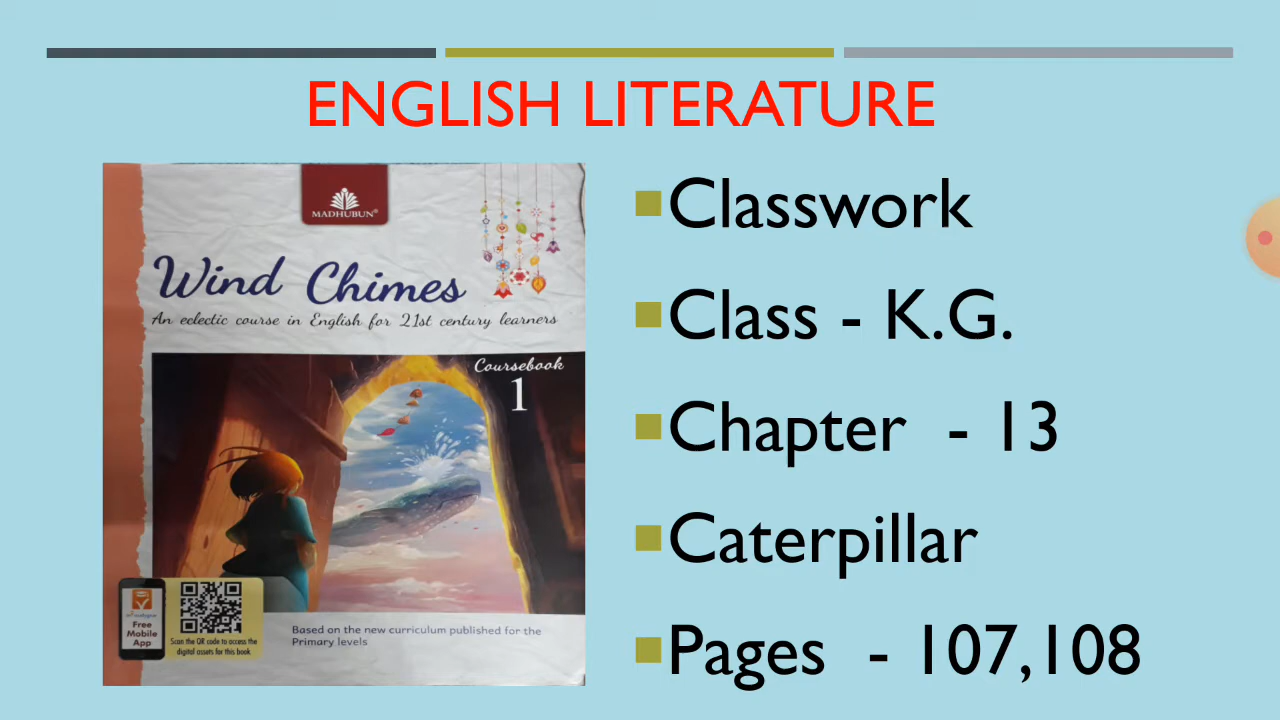 ENGLISH LITERATURE
MADHUBUN®
Wind Chimes
An eclectic course in English for 21st century learners
Coursebook
1
Free
Mobile
App
Scan the QR code to access the
digital assets for this book
Based on the new curriculum published for the
Primary levels
Classwork
Class - K.G.
Chapter - 13
Caterpillar
Pages - 107,108